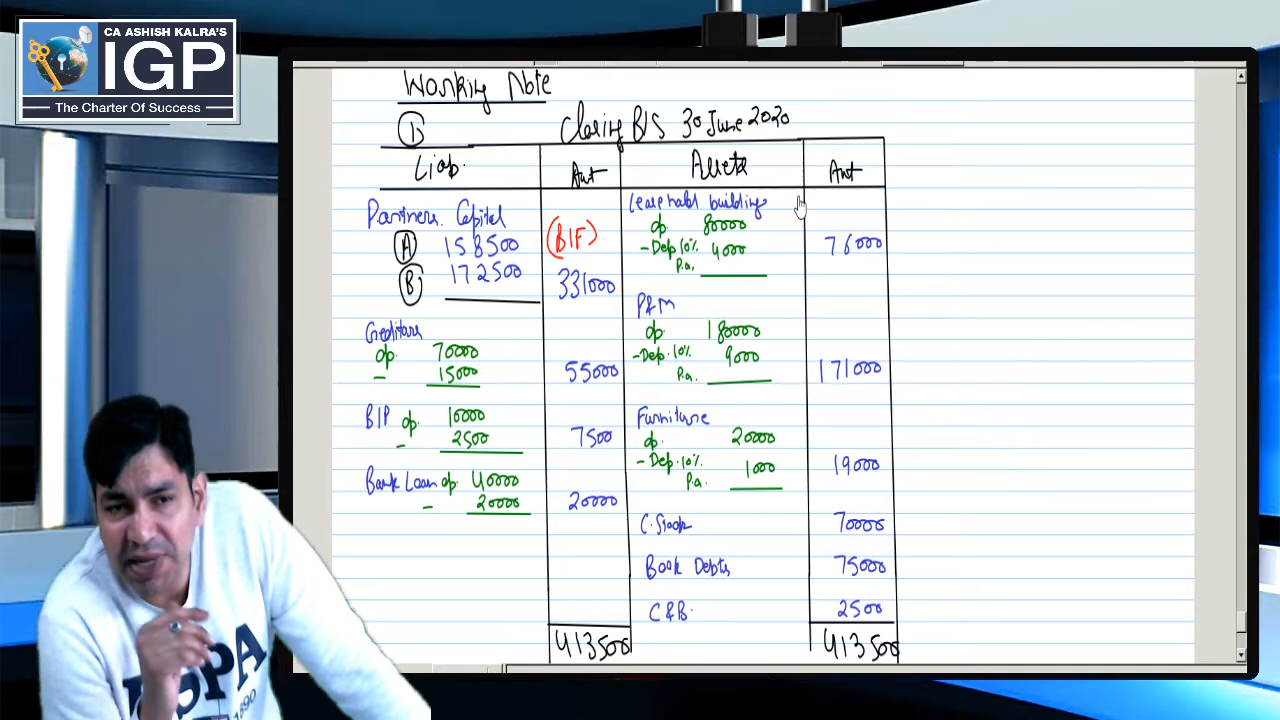 CA ASHISH KALRA'S
IGP
The Charter Of Success
Working Note
① Closing B/S 30 June 2020
Liab. Amt Assets Amt
Partners Capital (B/F)
Ⓐ 158500
Ⓑ 172500 331000
Creditors
op. 70000
- 15000 55000
B/P op. 10000
- 2500 7500
Bank Loan op. 40000
- 20000 20000
413500
Leasehold buildings
op. 80000
- Dep 10% 4000 76000
p.a.
P&M
op. 180000
- Dep. 10% 9000
p.a. 171000
Furniture
op. 20000
- Dep. 10% 1000 19000
p.a.
C. Stock 70000
Book Debts 75000
C&B. 2500
413500
1890